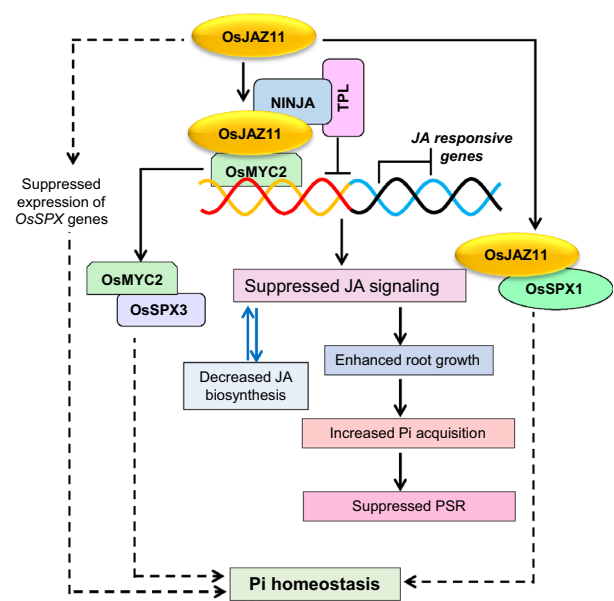 OsJAZ11
NINJA
TPL
OsJAZ11
JA responsive
genes
OsMYC2
Suppressed
expression of
OsSPX genes
OsJAZ11
OsSPX1
OsMYC2
OsSPX3
Suppressed JA signaling
Decreased JA
biosynthesis
Enhanced root growth
Increased Pi acquisition
Suppressed PSR
Pi homeostasis